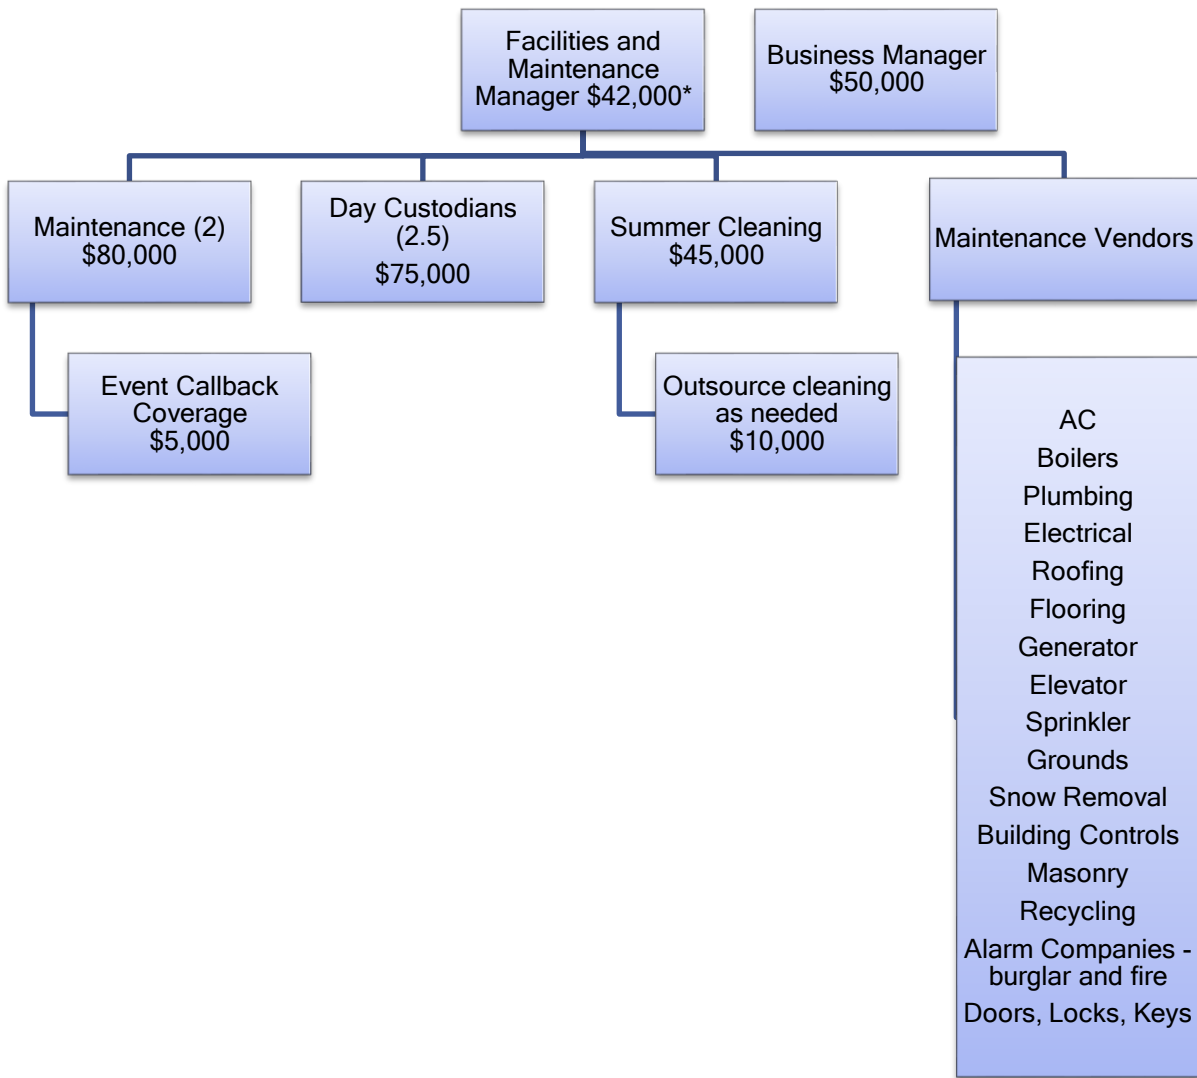 Facilities and
Maintenance
Manager $42,000*
Business Manager
$50,000
Maintenance (2)
$80,000
Day Custodians
(2.5)
$75,000
Summer Cleaning
$45,000
Maintenance Vendors
Event Callback
Coverage
$5,000
Outsource cleaning
as needed
$10,000
AC
Boilers
Plumbing
Electrical
Roofing
Flooring
Generator
Elevator
Sprinkler
Grounds
Snow Removal
Building Controls
Masonry
Recycling
Alarm Companies -
burglar and fire
Doors, Locks, Keys